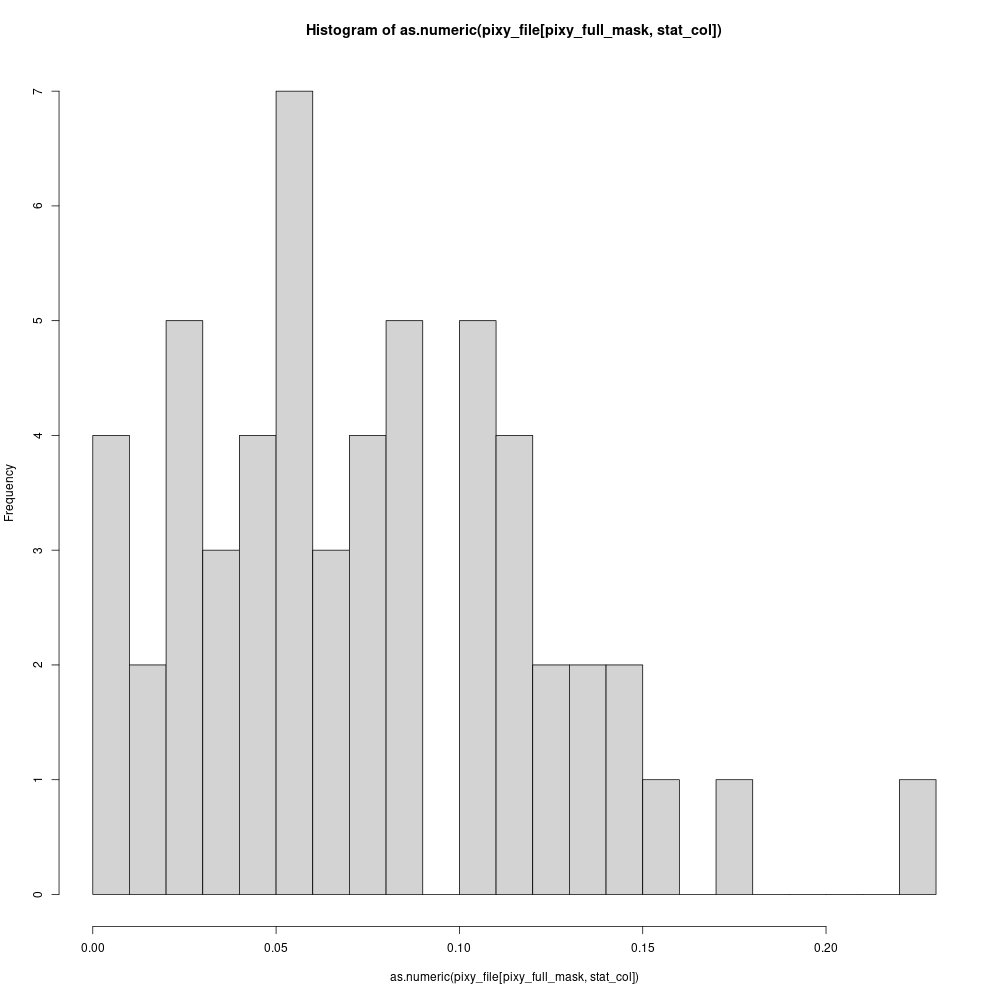 Histogram of as.numeric(pixy_file[pixy_full_mask, stat_col])
7
6
5
4
3
2
1
0
Frequency
0.00 0.05 0.10 0.15 0.20
as.numeric(pixy_file[pixy_full_mask, stat_col])